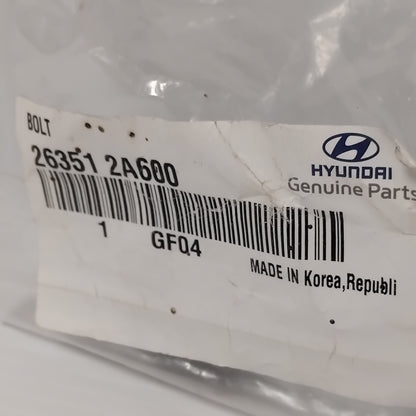 BOLT
26351 2A600
HYUNDAI
Genuine Parts
1 GF04
MADE IN Korea,Republi